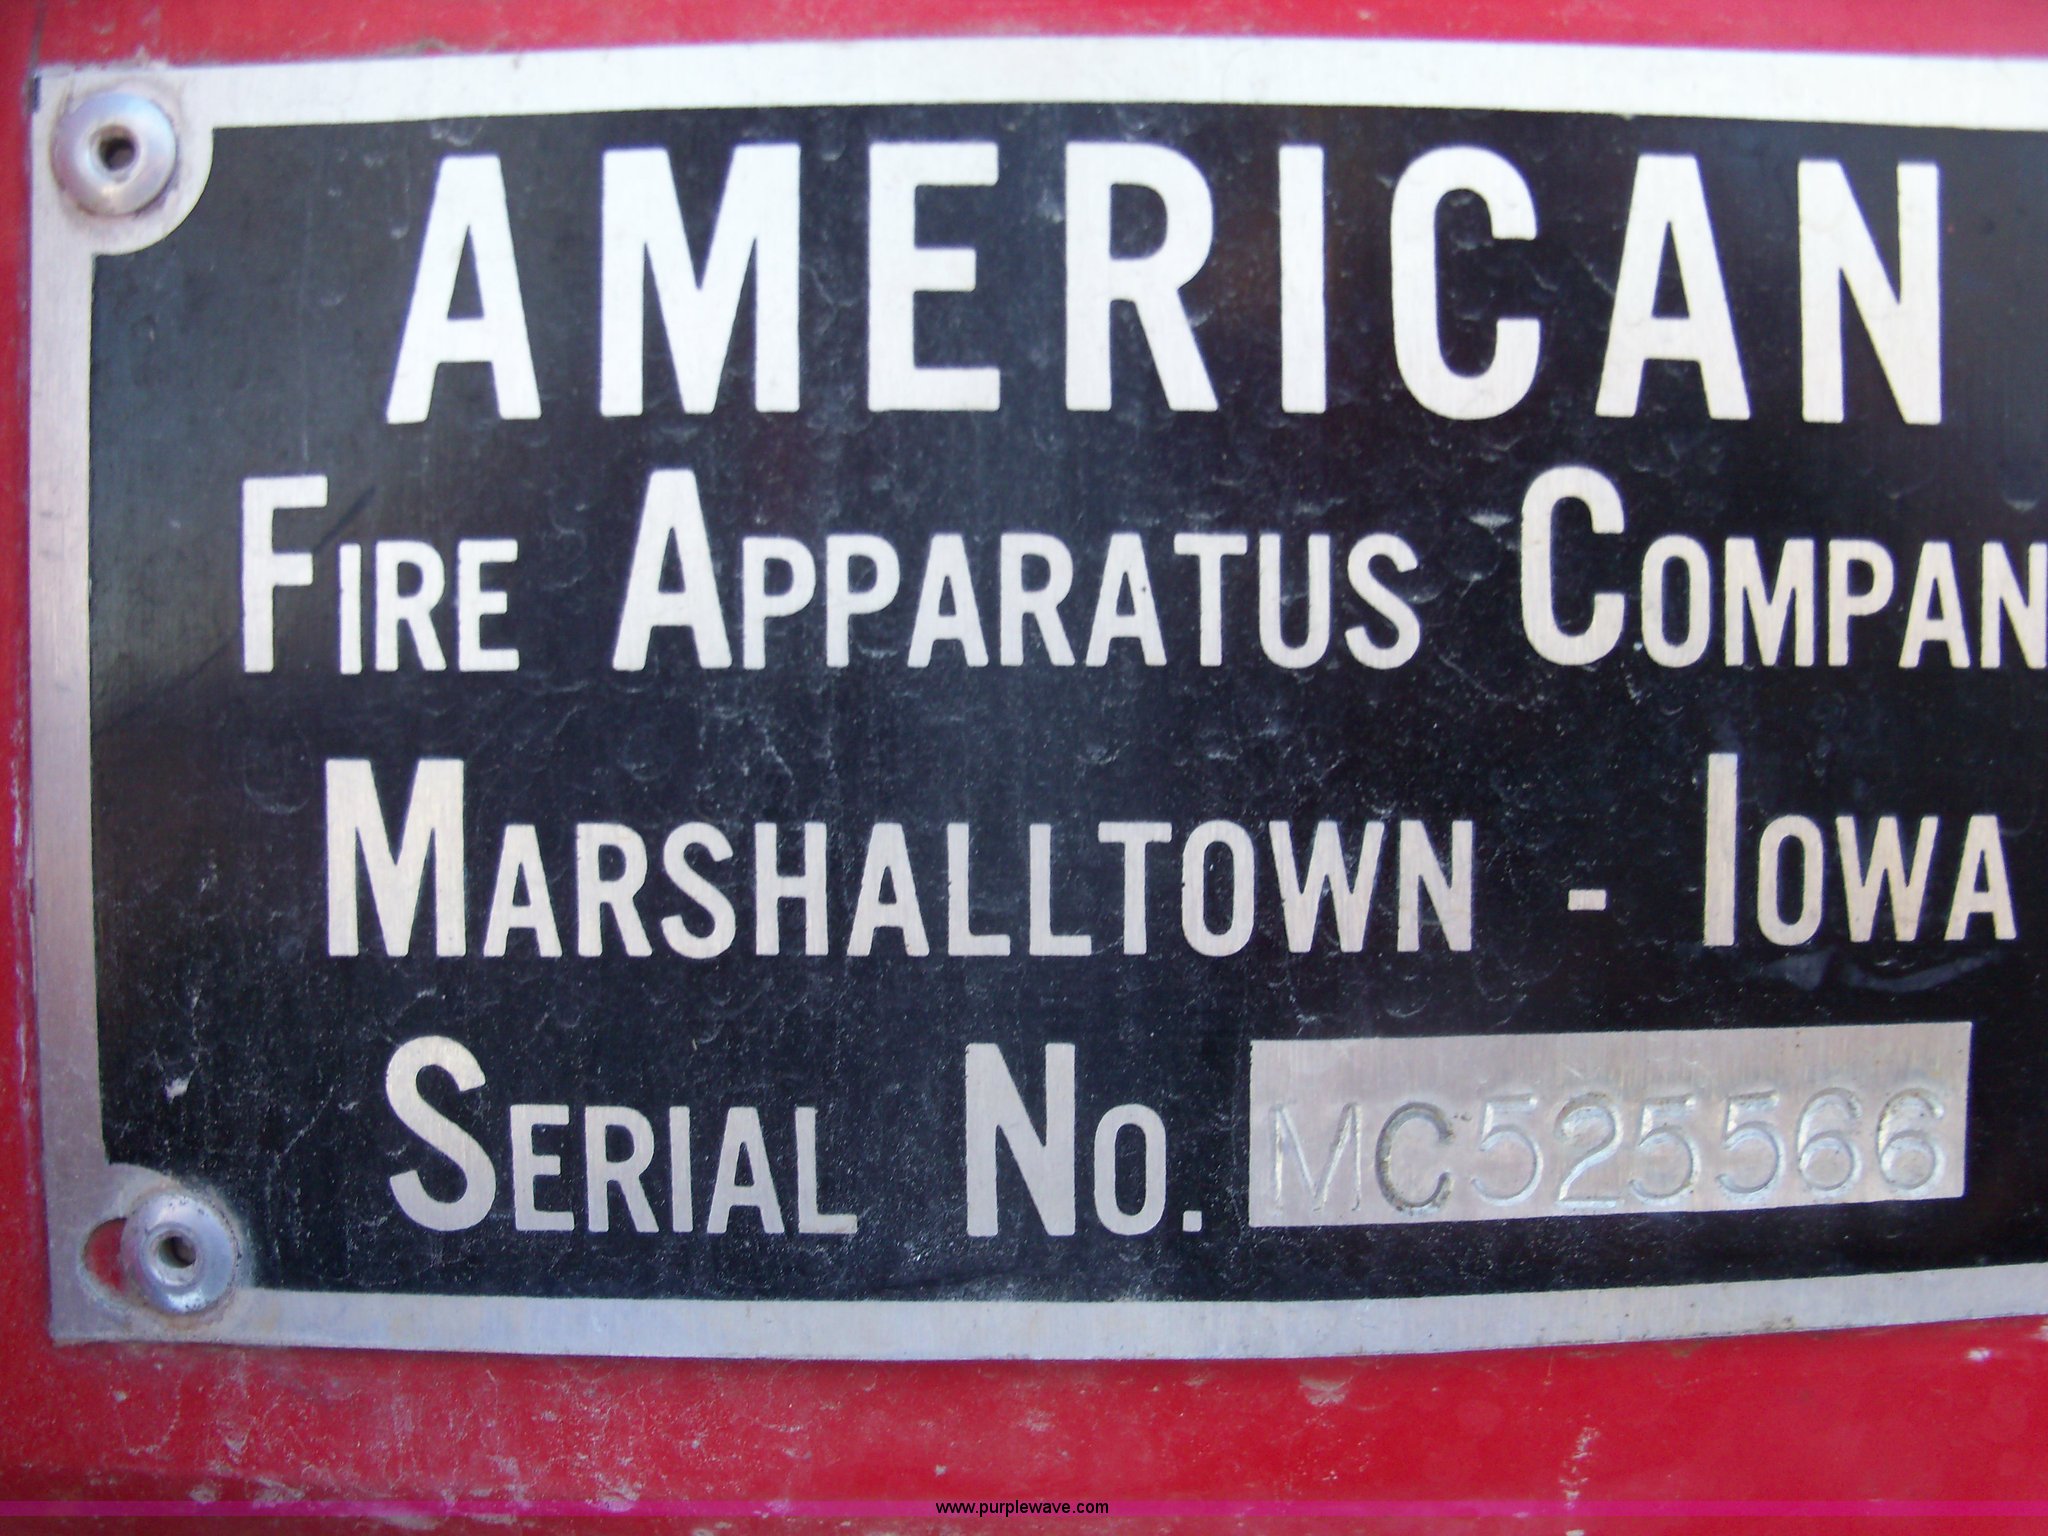 AMERICAN
FIRE APPARATUS COMPAN
MARSHALLTOWN - IOWA
SERIAL NO. MC525566
www.purplewave.com